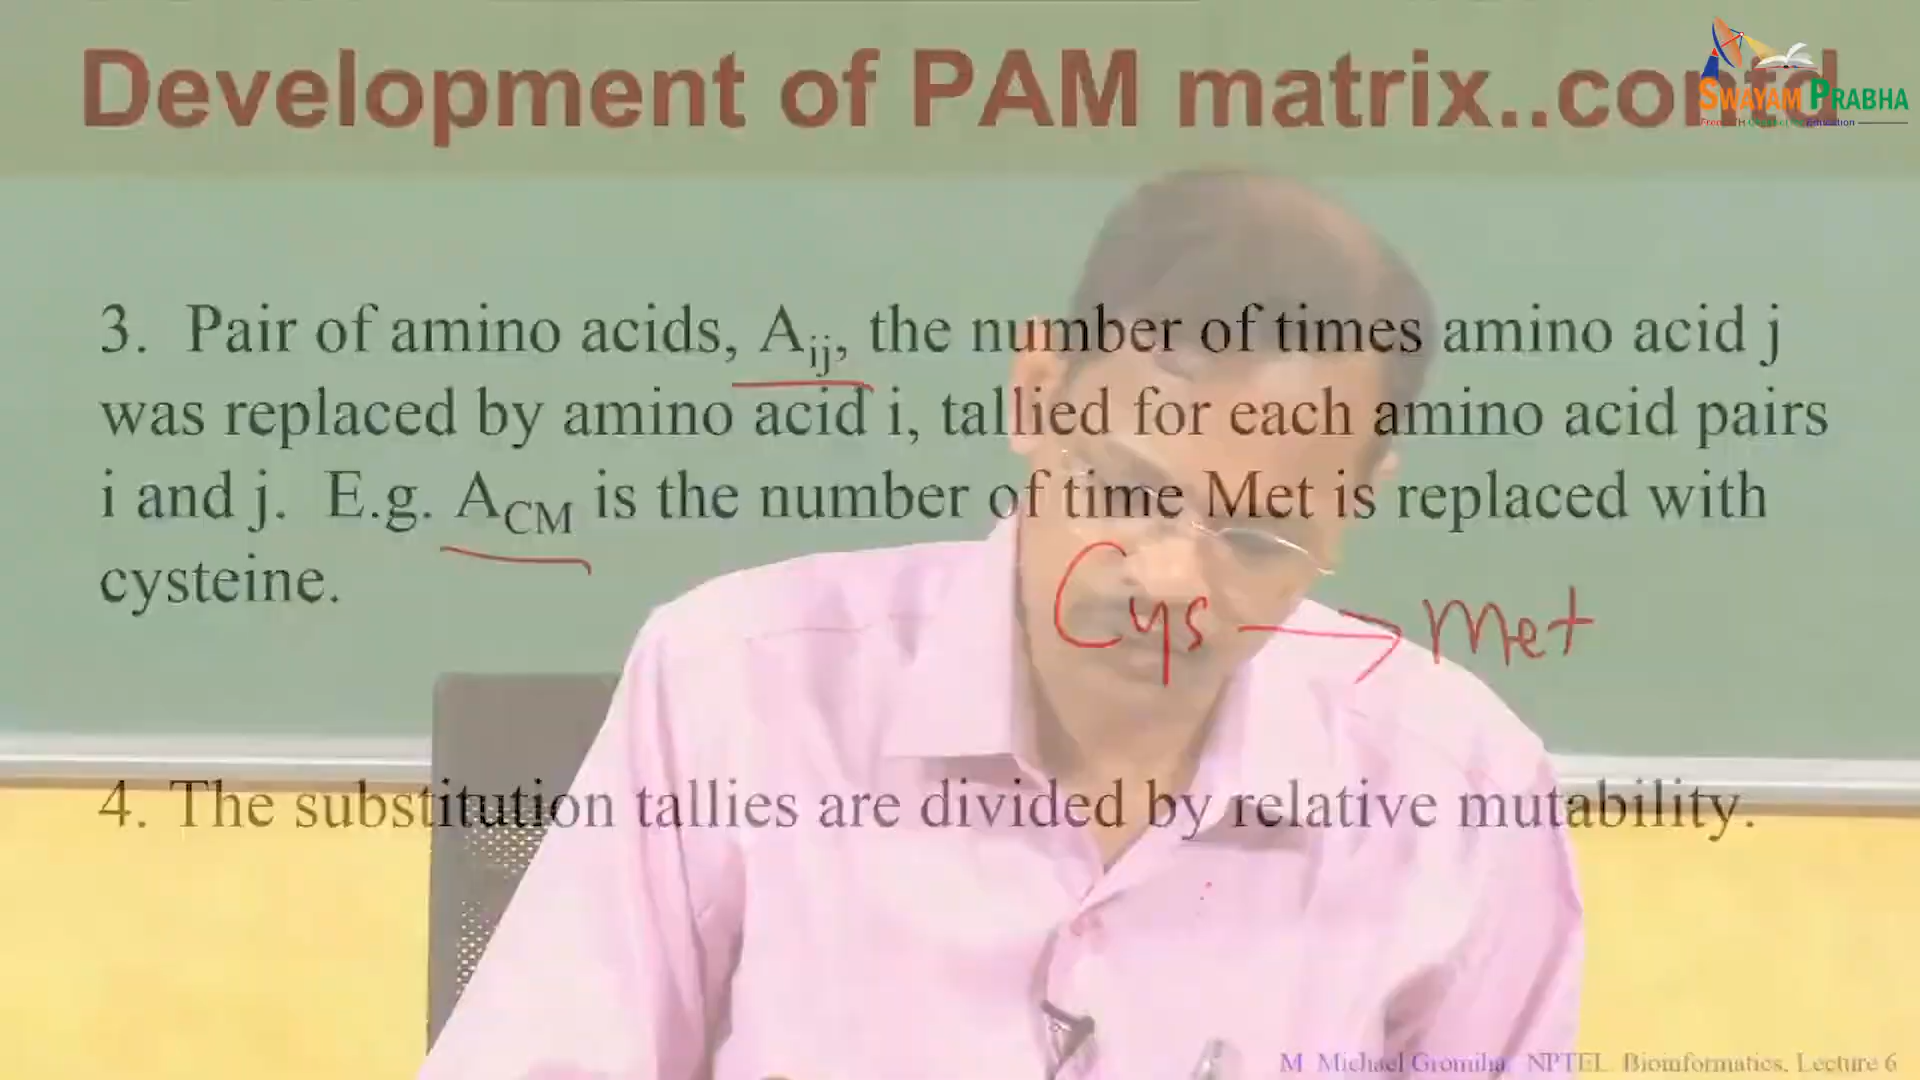 Development of PAM matrix..contd
SWAYAM PRABHA
3. Pair of amino acids, Aij, the number of times amino acid j
was replaced by amino acid i, tallied for each amino acid pairs
i and j. E.g. ACM is the number of time Met is replaced with
cysteine.
Cys → Met
4. The substitution tallies are divided by relative mutability.
M. Michael Gromiha, NPTEL, Bioinformatics, Lecture 6